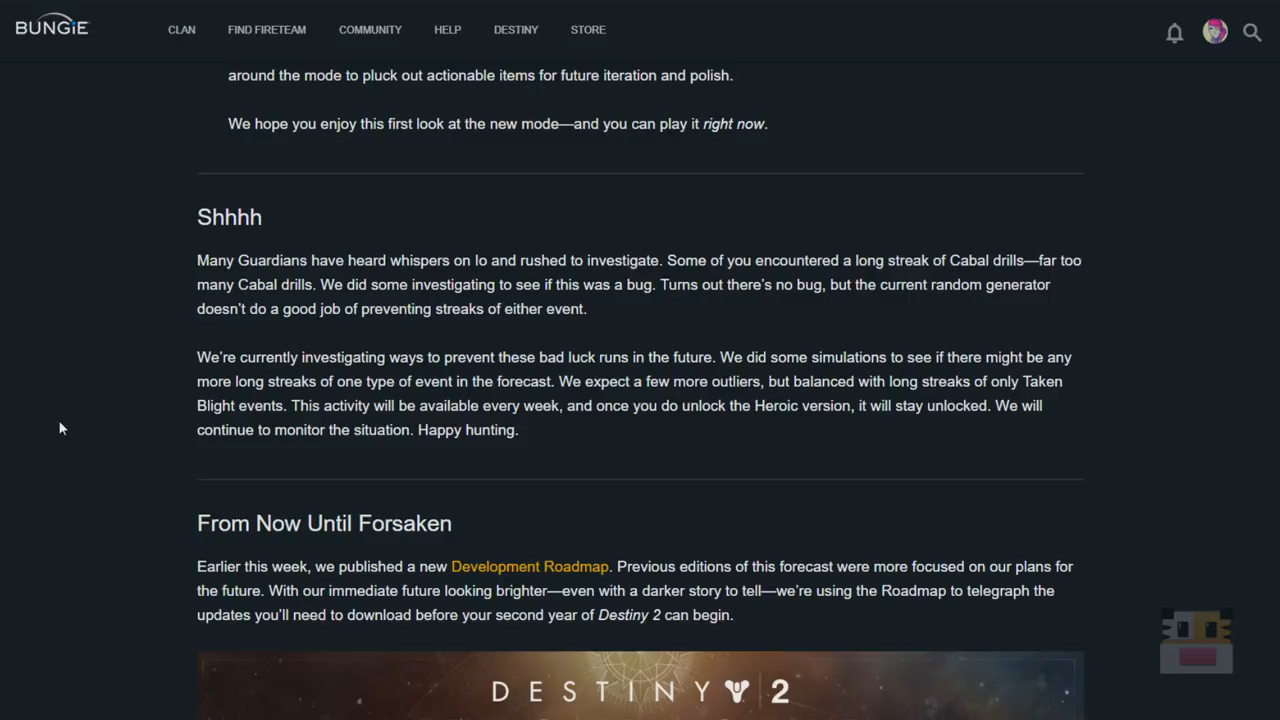 BUNGiE
CLAN FIND FIRETEAM COMMUNITY HELP DESTINY STORE
around the mode to pluck out actionable items for future iteration and polish.
We hope you enjoy this first look at the new mode—and you can play it right now.
Shhhh
Many Guardians have heard whispers on Io and rushed to investigate. Some of you encountered a long streak of Cabal drills—far too
many Cabal drills. We did some investigating to see if this was a bug. Turns out there's no bug, but the current random generator
doesn't do a good job of preventing streaks of either event.
We're currently investigating ways to prevent these bad luck runs in the future. We did some simulations to see if there might be any
more long streaks of one type of event in the forecast. We expect a few more outliers, but balanced with long streaks of only Taken
Blight events. This activity will be available every week, and once you do unlock the Heroic version, it will stay unlocked. We will
continue to monitor the situation. Happy hunting.
From Now Until Forsaken
Earlier this week, we published a new Development Roadmap. Previous editions of this forecast were more focused on our plans for
the future. With our immediate future looking brighter—even with a darker story to tell—we're using the Roadmap to telegraph the
updates you'll need to download before your second year of Destiny 2 can begin.
DESTINY 2